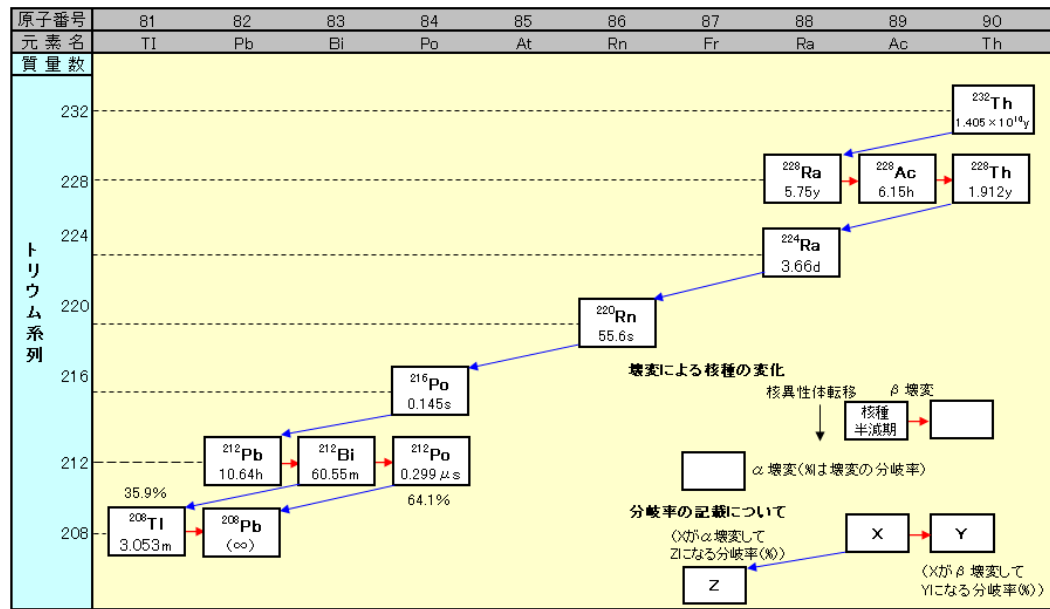 原子番号 81 82 83 84 85 86 87 88 89 90
元素名 Tl Pb Bi Po At Rn Fr Ra Ac Th
質量数
トリウム系列
232
²³²Th
1.405×10¹⁰y
228
²²⁸Ra ²²⁸Ac ²²⁸Th
5.75y 6.15h 1.912y
224
²²⁴Ra
3.66d
220
²²⁰Rn
55.6s
216
²¹⁶Po
0.145s
壊変による核種の変化
核異性体転移 β壊変
核種
半減期
212
²¹²Pb ²¹²Bi ²¹²Po
10.64h 60.55m 0.299μs
α壊変(%は壊変の分岐率)
35.9% 64.1%
208
²⁰⁸Tl ²⁰⁸Pb
3.053m (∞)
分岐率の記載について
(Xがα壊変して
Zになる分岐率(%))
X Y
Z
(Xがβ壊変して
Yになる分岐率(%))